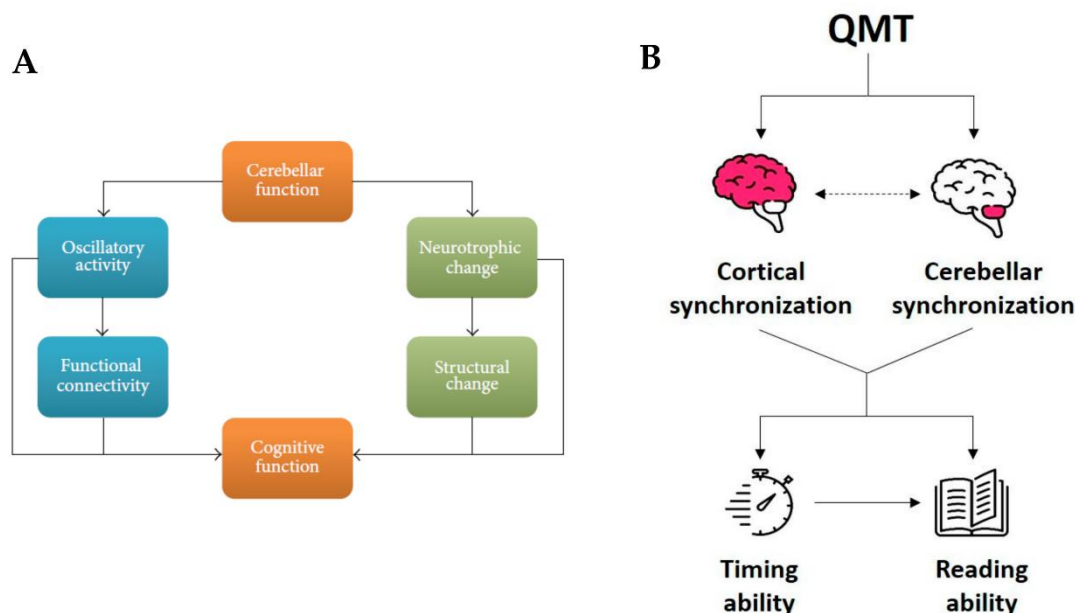 A
Cerebellar
function
Oscillatory
activity
Neurotrophic
change
Functional
connectivity
Structural
change
Cognitive
function
B
QMT
Cortical
synchronization
Cerebellar
synchronization
Timing
ability
Reading
ability